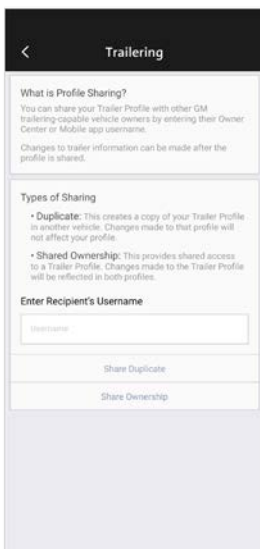 Trailering
What is Profile Sharing?
You can share your Trailer Profile with other GM
trailering-capable vehicle owners by entering their Owner
Center or Mobile app username.
Changes to trailer information can be made after the
profile is shared.
Types of Sharing
• Duplicate: This creates a copy of your Trailer Profile
in another vehicle. Changes made to that profile will
not affect your profile.
• Shared Ownership: This provides shared access
to a Trailer Profile. Changes made to the Trailer Profile
will be reflected in both profiles.
Enter Recipient's Username
Username
Share Duplicate
Share Ownership